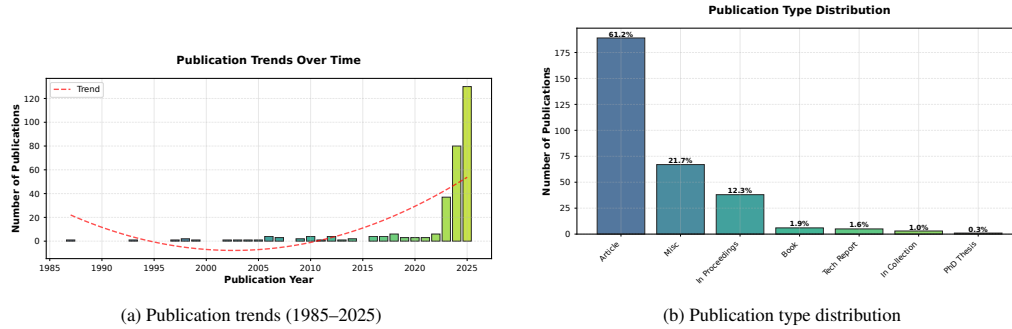 Publication Trends Over Time
Trend
Number of Publications
120
100
80
60
40
20
0
1985
1990
1995
2000
2005
2010
2015
2020
2025
Publication Year
(a) Publication trends (1985–2025)
Publication Type Distribution
Number of Publications
175
150
125
100
75
50
25
0
61.2%
21.7%
12.3%
1.9%
1.6%
1.0%
0.3%
Article
Misc
In Proceedings
Book
Tech Report
In Collection
PhD Thesis
(b) Publication type distribution